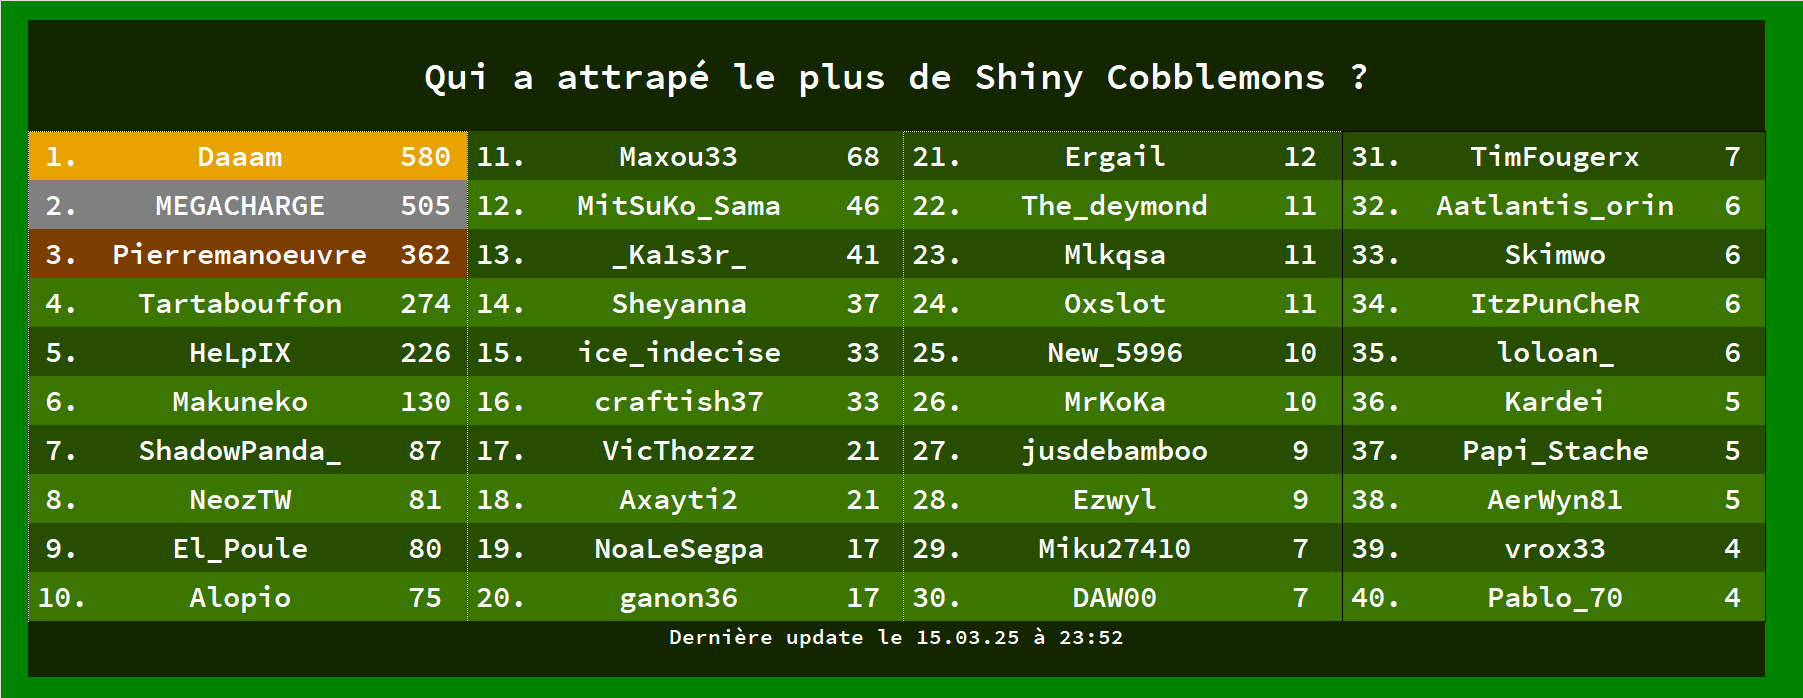 Qui a attrapé le plus de Shiny Cobblemons ?
1. Daaam 580 11. Maxou33 68 21. Ergail 12 31. TimFougerx 7
2. MEGACHARGE 505 12. MitSuKo_Sama 46 22. The_deymond 11 32. Aatlantis_orin 6
3. Pierremanoeuvre 362 13. _Ka1s3r_ 41 23. Mlkqsa 11 33. Skimwo 6
4. Tartabouffon 274 14. Sheyanna 37 24. Oxslot 11 34. ItzPunCheR 6
5. HeLpIX 226 15. ice_indecise 33 25. New_5996 10 35. loloan_ 6
6. Makuneko 130 16. craftish37 33 26. MrKoKa 10 36. Kardei 5
7. ShadowPanda_ 87 17. VicThozzz 21 27. jusdebamboo 9 37. Papi_Stache 5
8. NeozTW 81 18. Axayti2 21 28. Ezwyl 9 38. AerWyn81 5
9. El_Poule 80 19. NoaLeSegpa 17 29. Miku27410 7 39. vrox33 4
10. Alopio 75 20. ganon36 17 30. DAW00 7 40. Pablo_70 4
Dernière update le 15.03.25 à 23:52